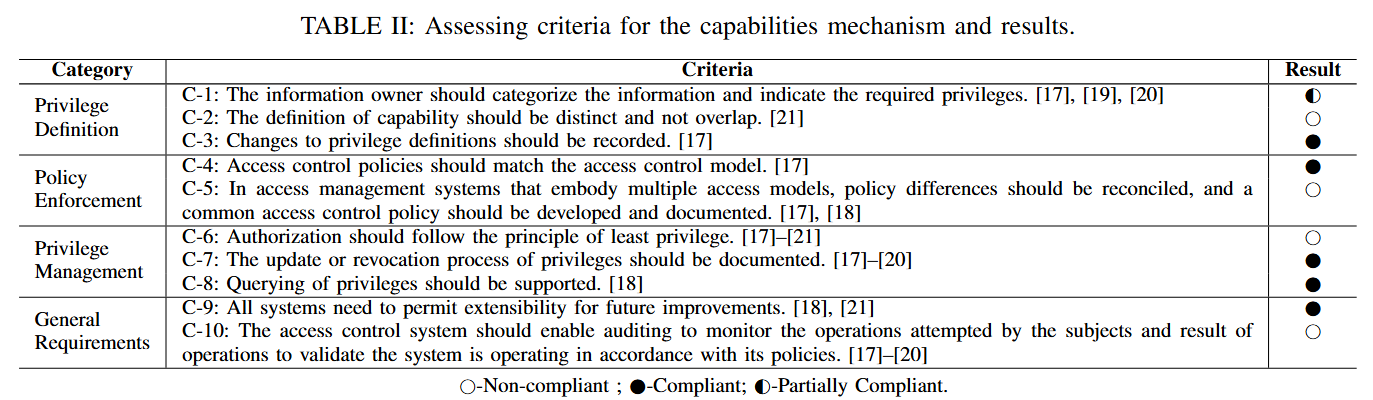 TABLE II: Assessing criteria for the capabilities mechanism and results.
Category Criteria Result
Privilege Definition
C-1: The information owner should categorize the information and indicate the required privileges. [17], [19], [20] ◐
C-2: The definition of capability should be distinct and not overlap. [21] ○
C-3: Changes to privilege definitions should be recorded. [17] ●
Policy Enforcement
C-4: Access control policies should match the access control model. [17] ●
C-5: In access management systems that embody multiple access models, policy differences should be reconciled, and a ○
common access control policy should be developed and documented. [17], [18]
Privilege Management
C-6: Authorization should follow the principle of least privilege. [17]–[21] ○
C-7: The update or revocation process of privileges should be documented. [17]–[20] ●
C-8: Querying of privileges should be supported. [18] ●
General Requirements
C-9: All systems need to permit extensibility for future improvements. [18], [21] ●
C-10: The access control system should enable auditing to monitor the operations attempted by the subjects and result of ○
operations to validate the system is operating in accordance with its policies. [17]–[20]
○-Non-compliant ; ●-Compliant; ◐-Partially Compliant.